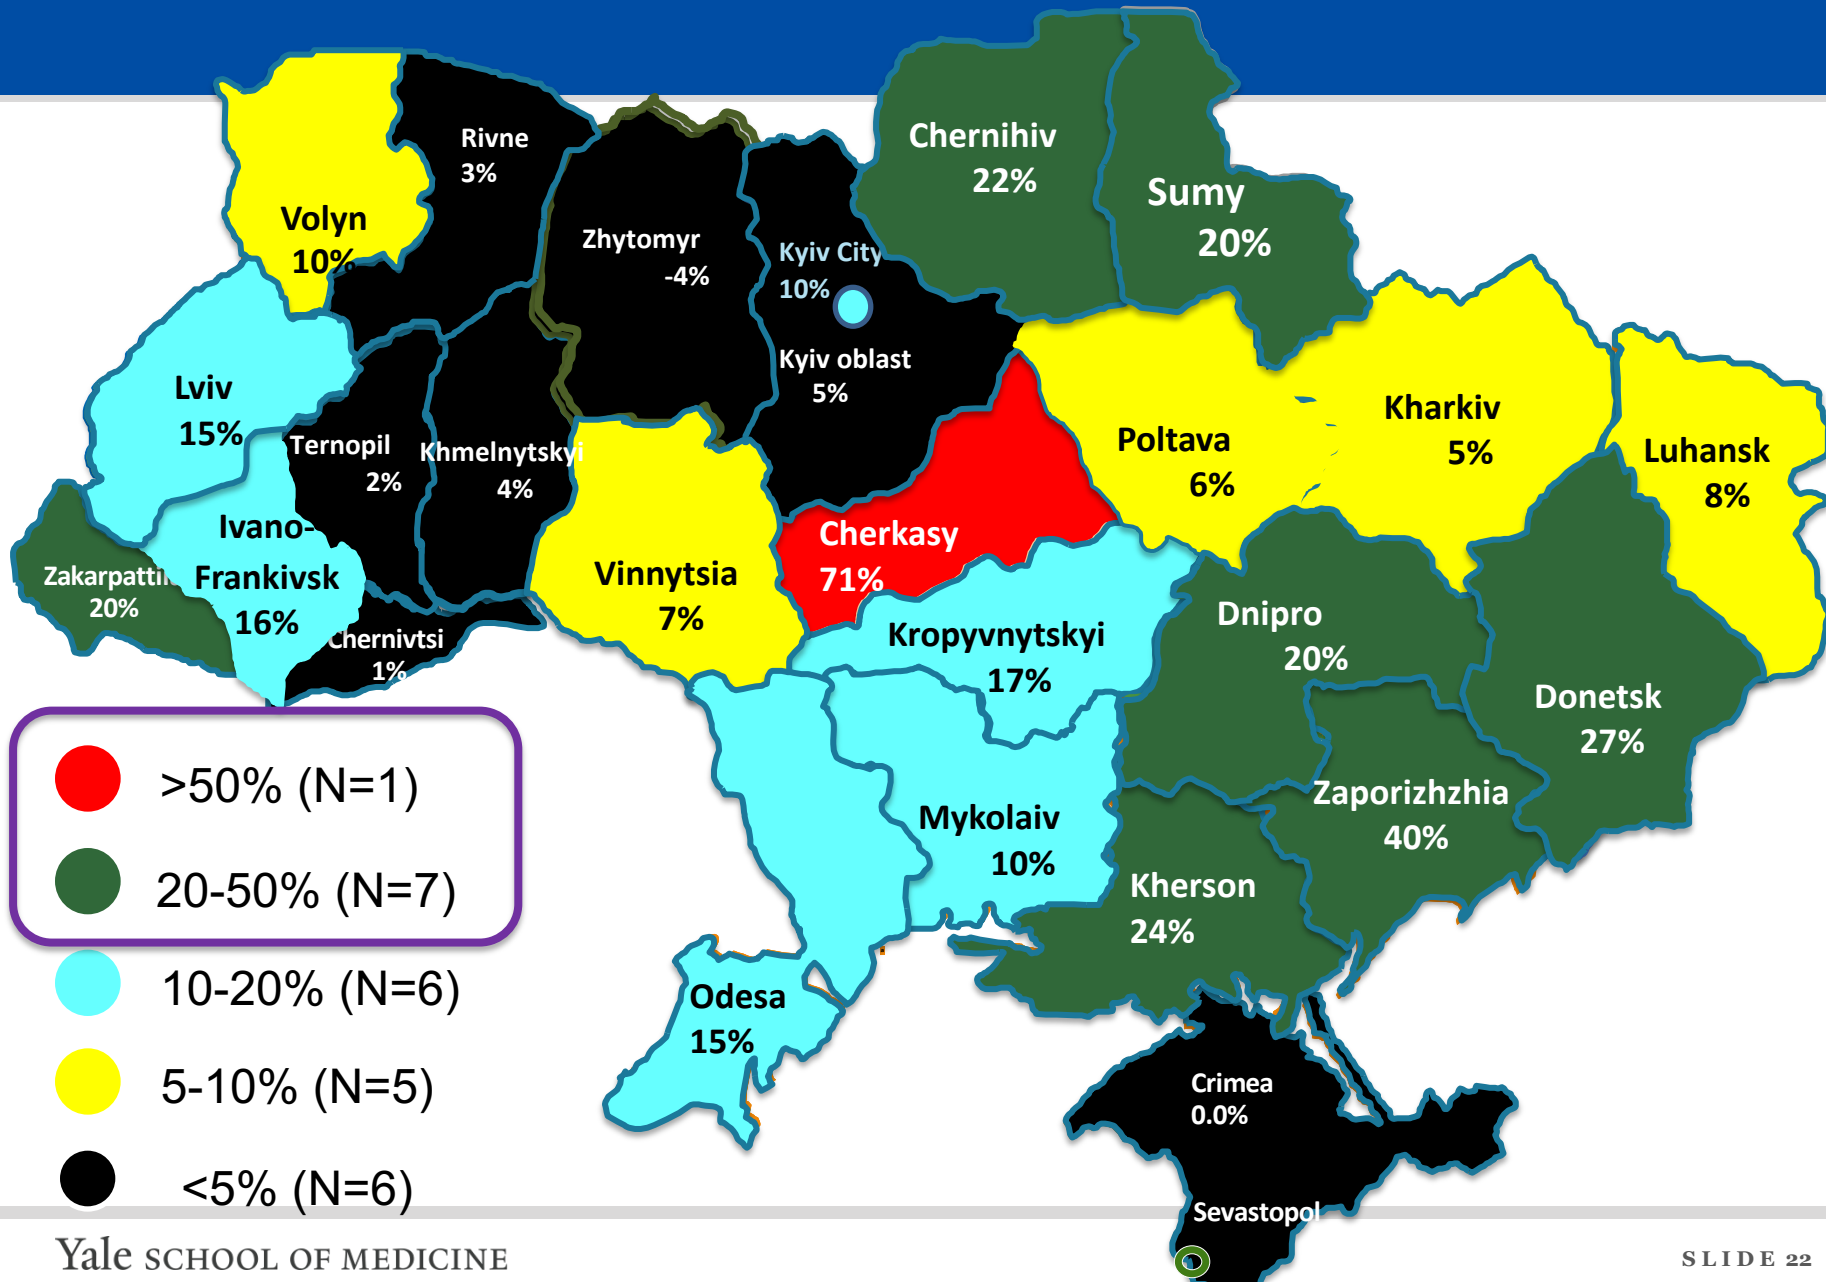 Rivne
3%
Volyn
10%
Zhytomyr
-4%
Kyiv City
10%
Kyiv oblast
5%
Chernihiv
22%
Sumy
20%
Lviv
15%
Ternopil
2%
Khmelnytskyi
4%
Poltava
6%
Kharkiv
5%
Luhansk
8%
Zakarpatti
20%
Ivano-
Frankivsk
16%
Chernivtsi
1%
Vinnytsia
7%
Cherkasy
71%
Kropyvnytskyi
17%
Dnipro
20%
Donetsk
27%
Zaporizhzhia
40%
Mykolaiv
10%
Kherson
24%
Odesa
15%
Crimea
0.0%
Sevastopol
>50% (N=1)
20-50% (N=7)
10-20% (N=6)
5-10% (N=5)
<5% (N=6)
Yale SCHOOL OF MEDICINE
SLIDE 22